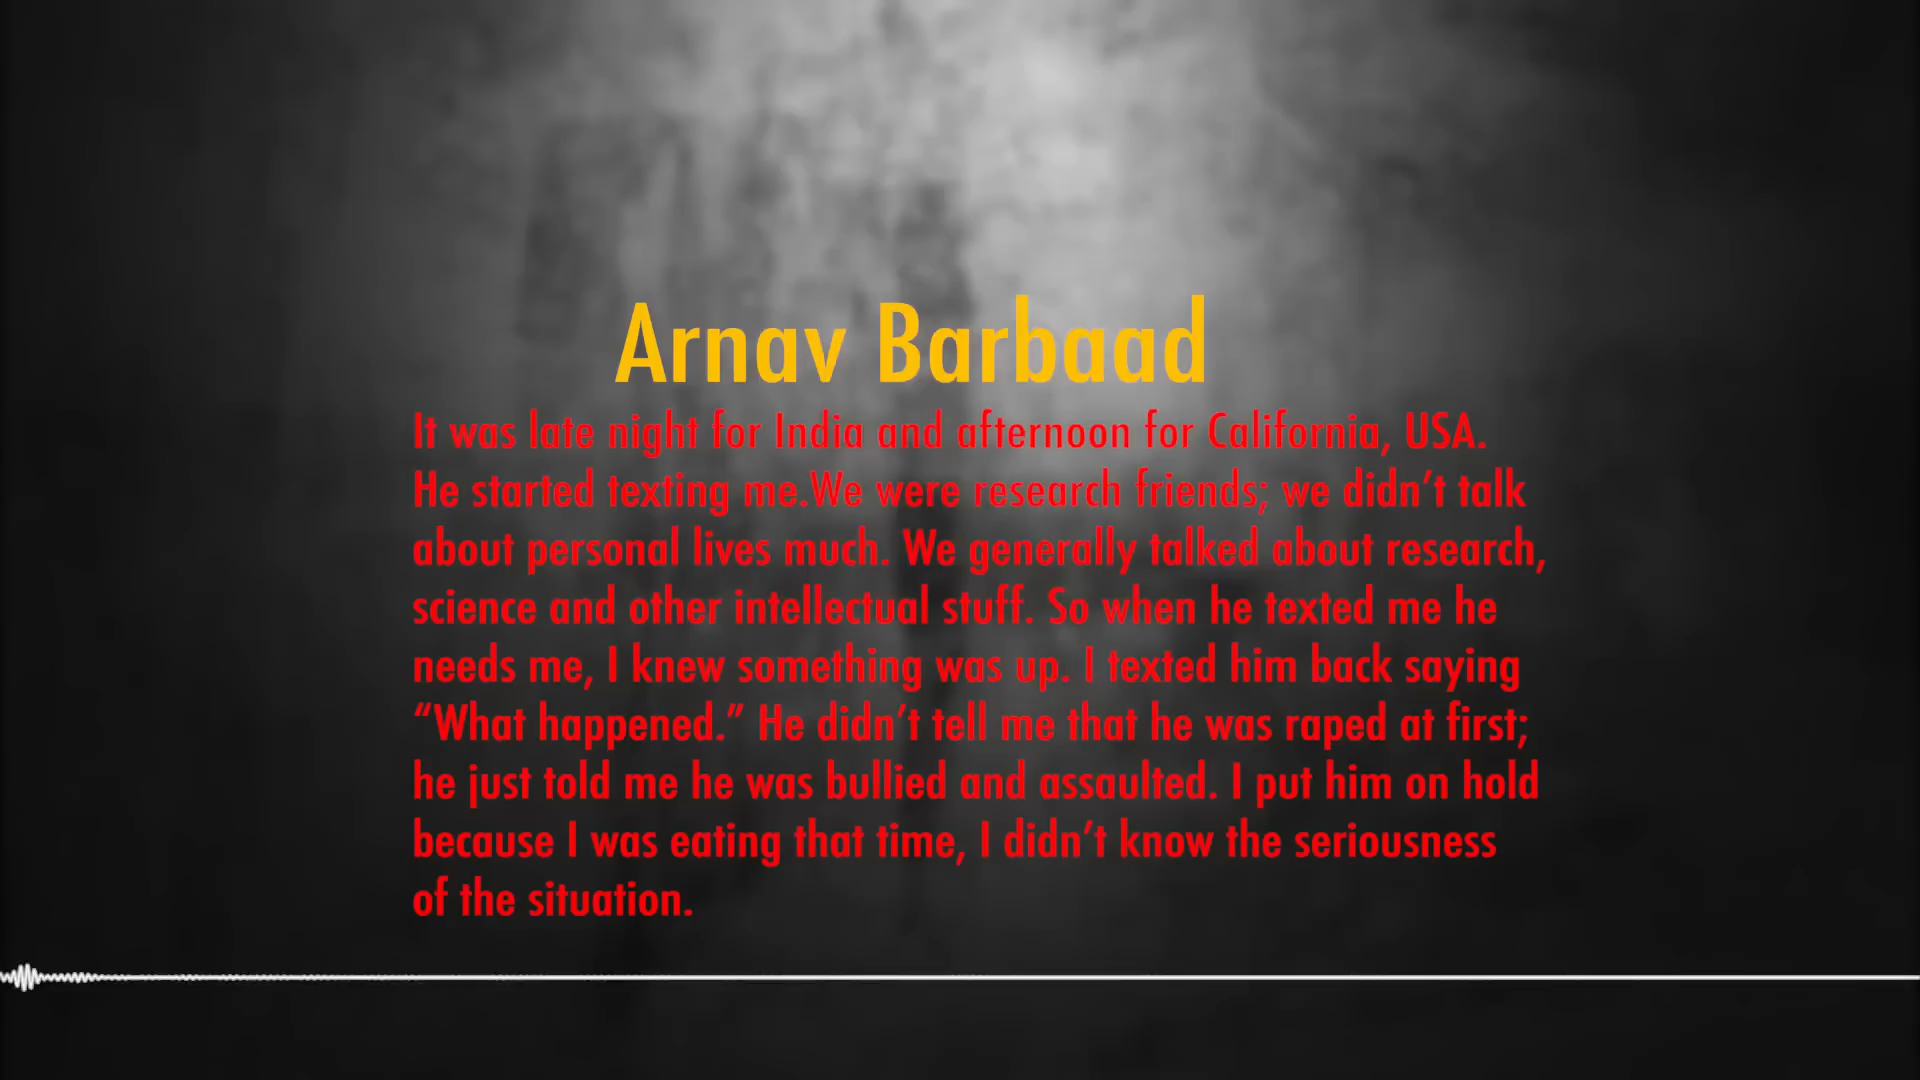 Arnav Barbaad
It was late night for India and afternoon for California, USA.
He started texting me.We were research friends; we didn’t talk
about personal lives much. We generally talked about research,
science and other intellectual stuff. So when he texted me he
needs me, I knew something was up. I texted him back saying
“What happened.” He didn’t tell me that he was raped at first;
he just told me he was bullied and assaulted. I put him on hold
because I was eating that time, I didn’t know the seriousness
of the situation.